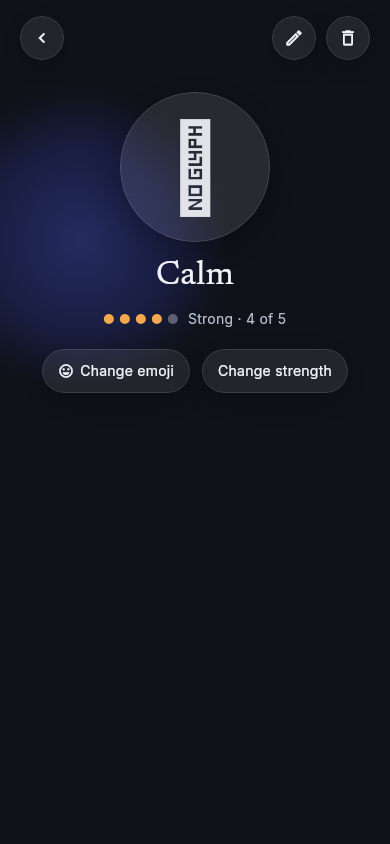 NO GLYPH
Calm
Strong · 4 of 5
Change emoji
Change strength